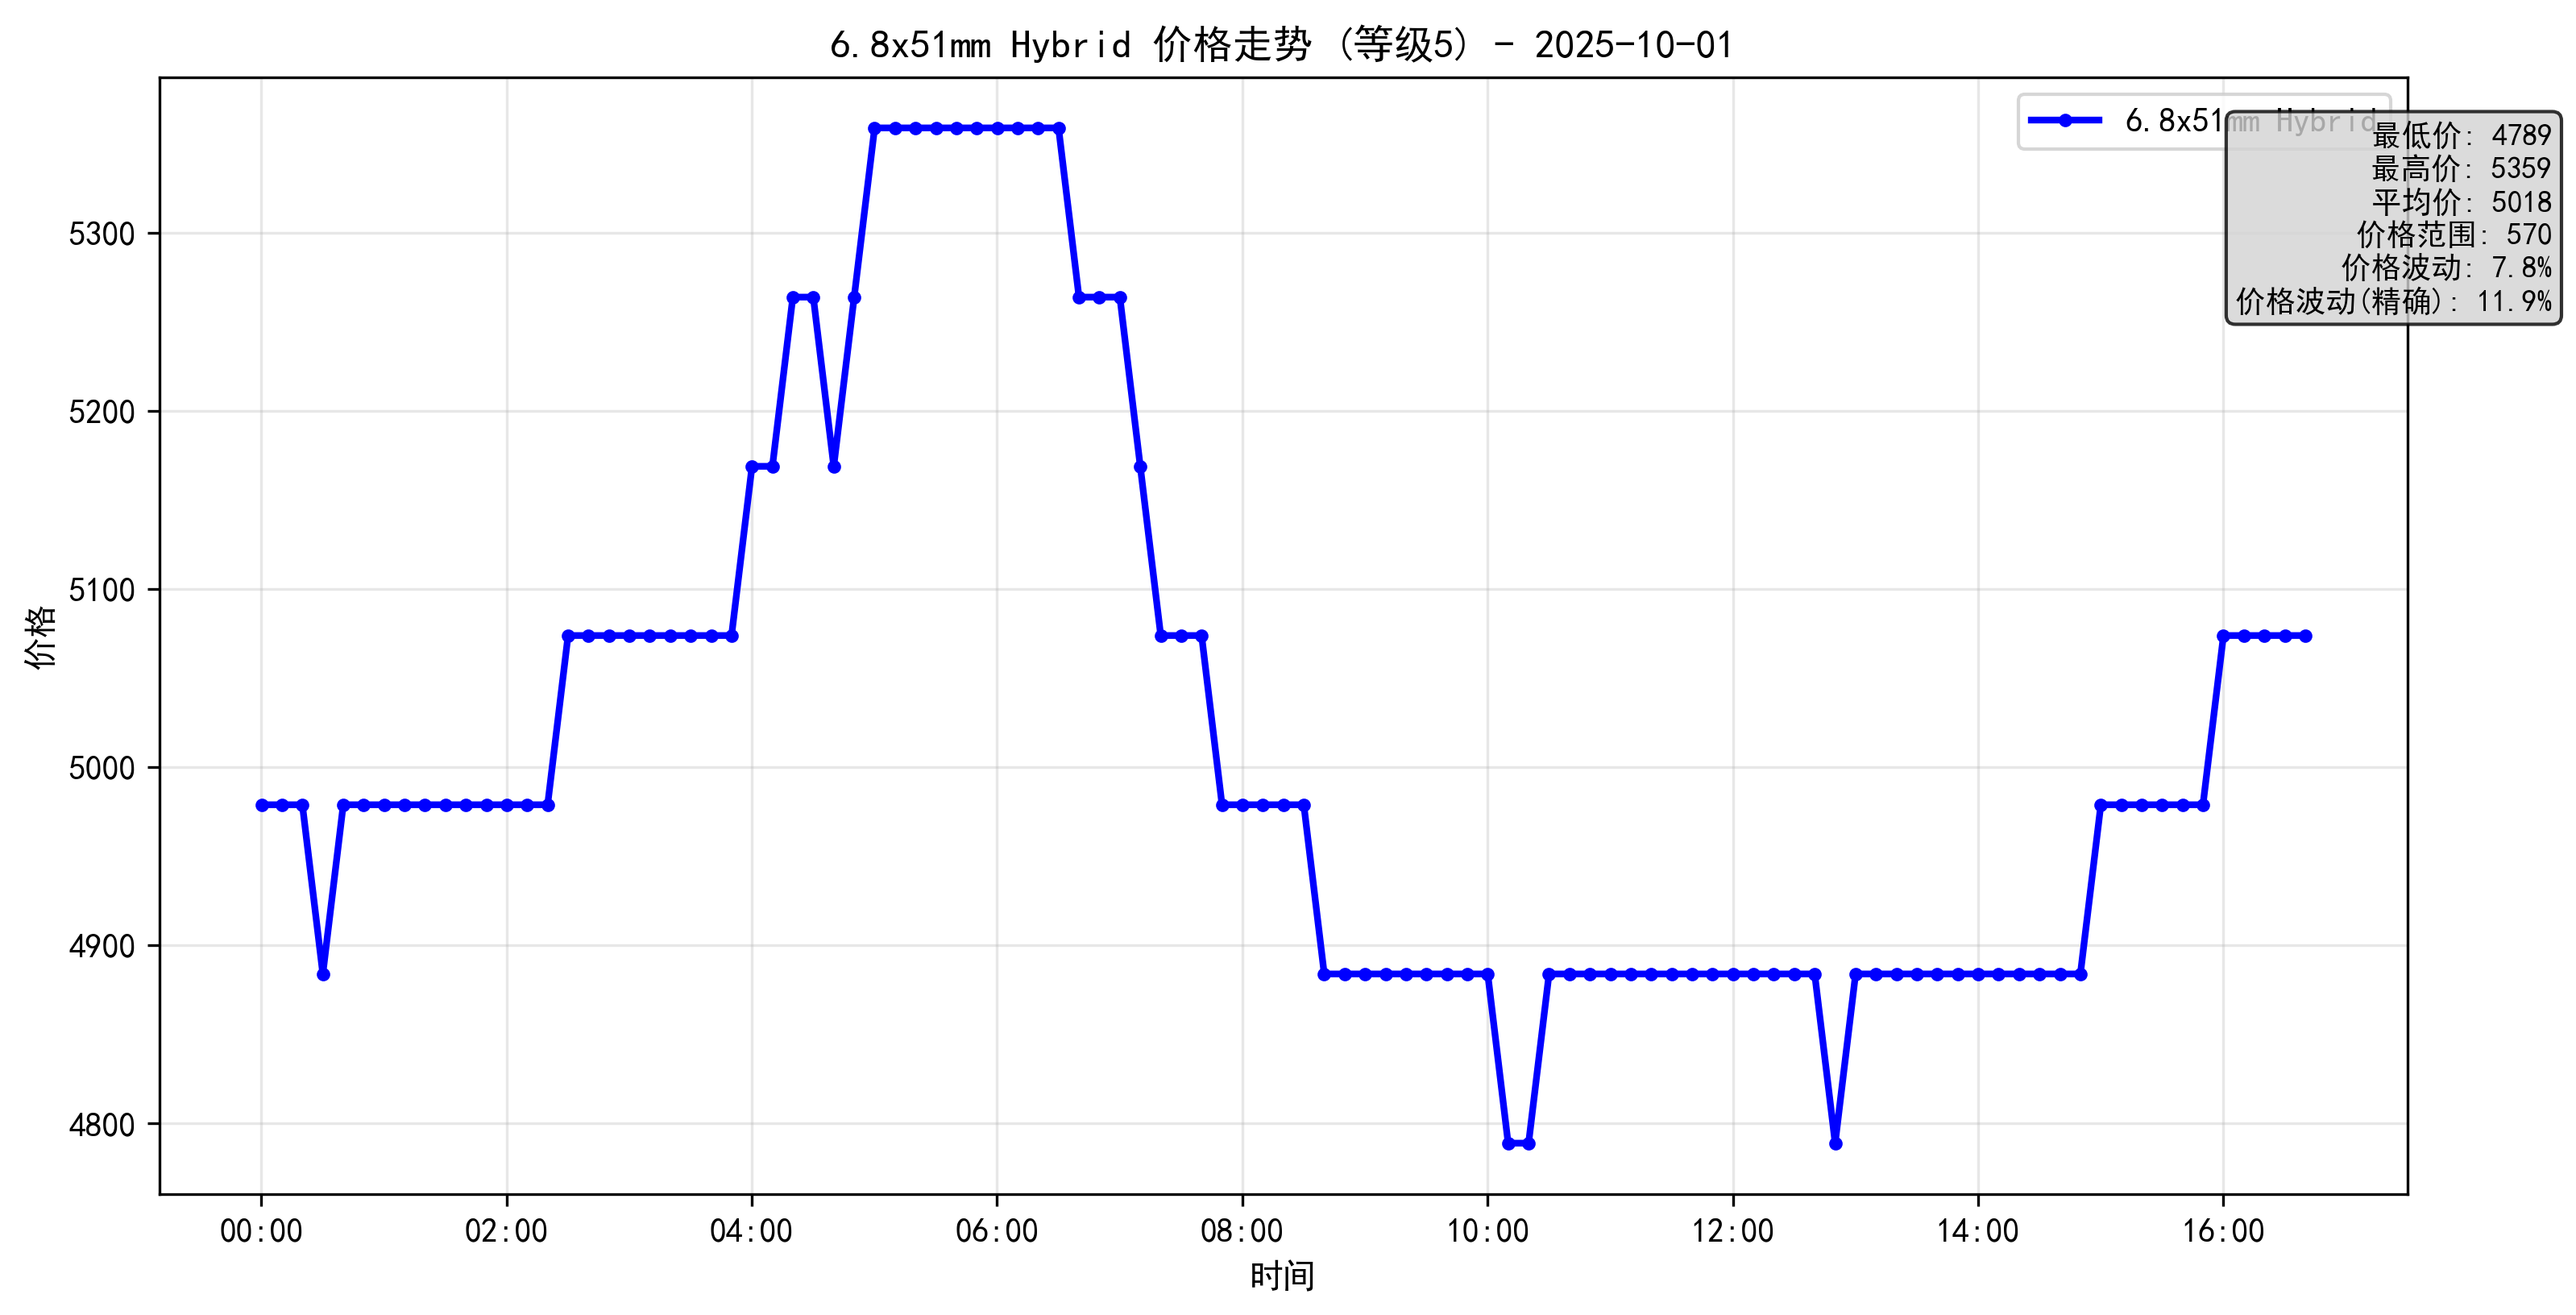 6.8x51mm Hybrid 价格走势 (等级5) - 2025-10-01
6.8x51mm Hybrid
最低价: 4789
最高价: 5359
平均价: 5018
价格范围: 570
价格波动: 7.8%
价格波动(精确): 11.9%
价格
5300
5200
5100
5000
4900
4800
00:00 02:00 04:00 06:00 08:00 10:00 12:00 14:00 16:00
时间